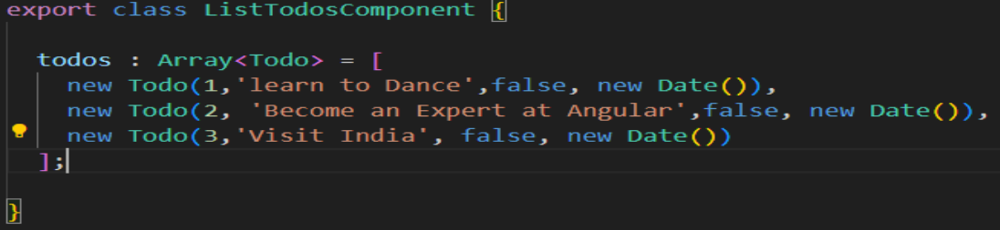 export class ListTodosComponent {
todos : Array<Todo> = [
new Todo(1,'learn to Dance',false, new Date()),
new Todo(2, 'Become an Expert at Angular',false, new Date()),
new Todo(3,'Visit India', false, new Date())
];
}